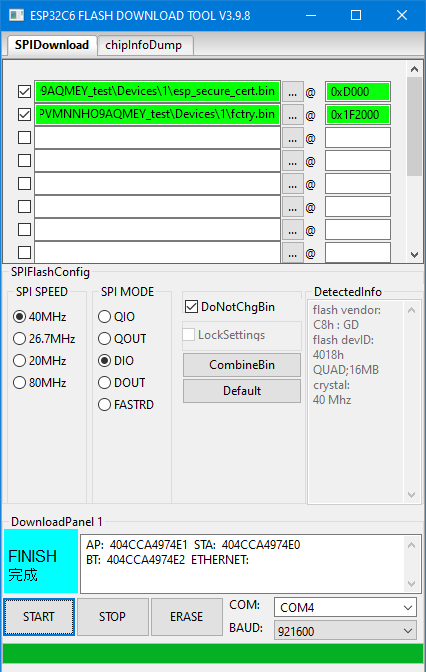 ESP32C6 FLASH DOWNLOAD TOOL V3.9.8
SPIDownload chipInfoDump
9AQMEY_test\Devices\1\esp_secure_cert.bin ... @ 0xD000
PVMNNHO9AQMEY_test\Devices\1\fctry.bin ... @ 0x1F2000
... @
... @
... @
... @
... @
... @
SPIFlashConfig
SPI SPEED
40MHz
26.7MHz
20MHz
80MHz
SPI MODE
QIO
QOUT
DIO
DOUT
FASTRD
DoNotChgBin
LockSettings
CombineBin
Default
DetectedInfo
flash vendor:
C8h : GD
flash devID:
4018h
QUAD;16MB
crystal:
40 Mhz
DownloadPanel 1
FINISH
完成
AP: 404CCA4974E1 STA: 404CCA4974E0
BT: 404CCA4974E2 ETHERNET:
START STOP ERASE
COM: COM4
BAUD: 921600